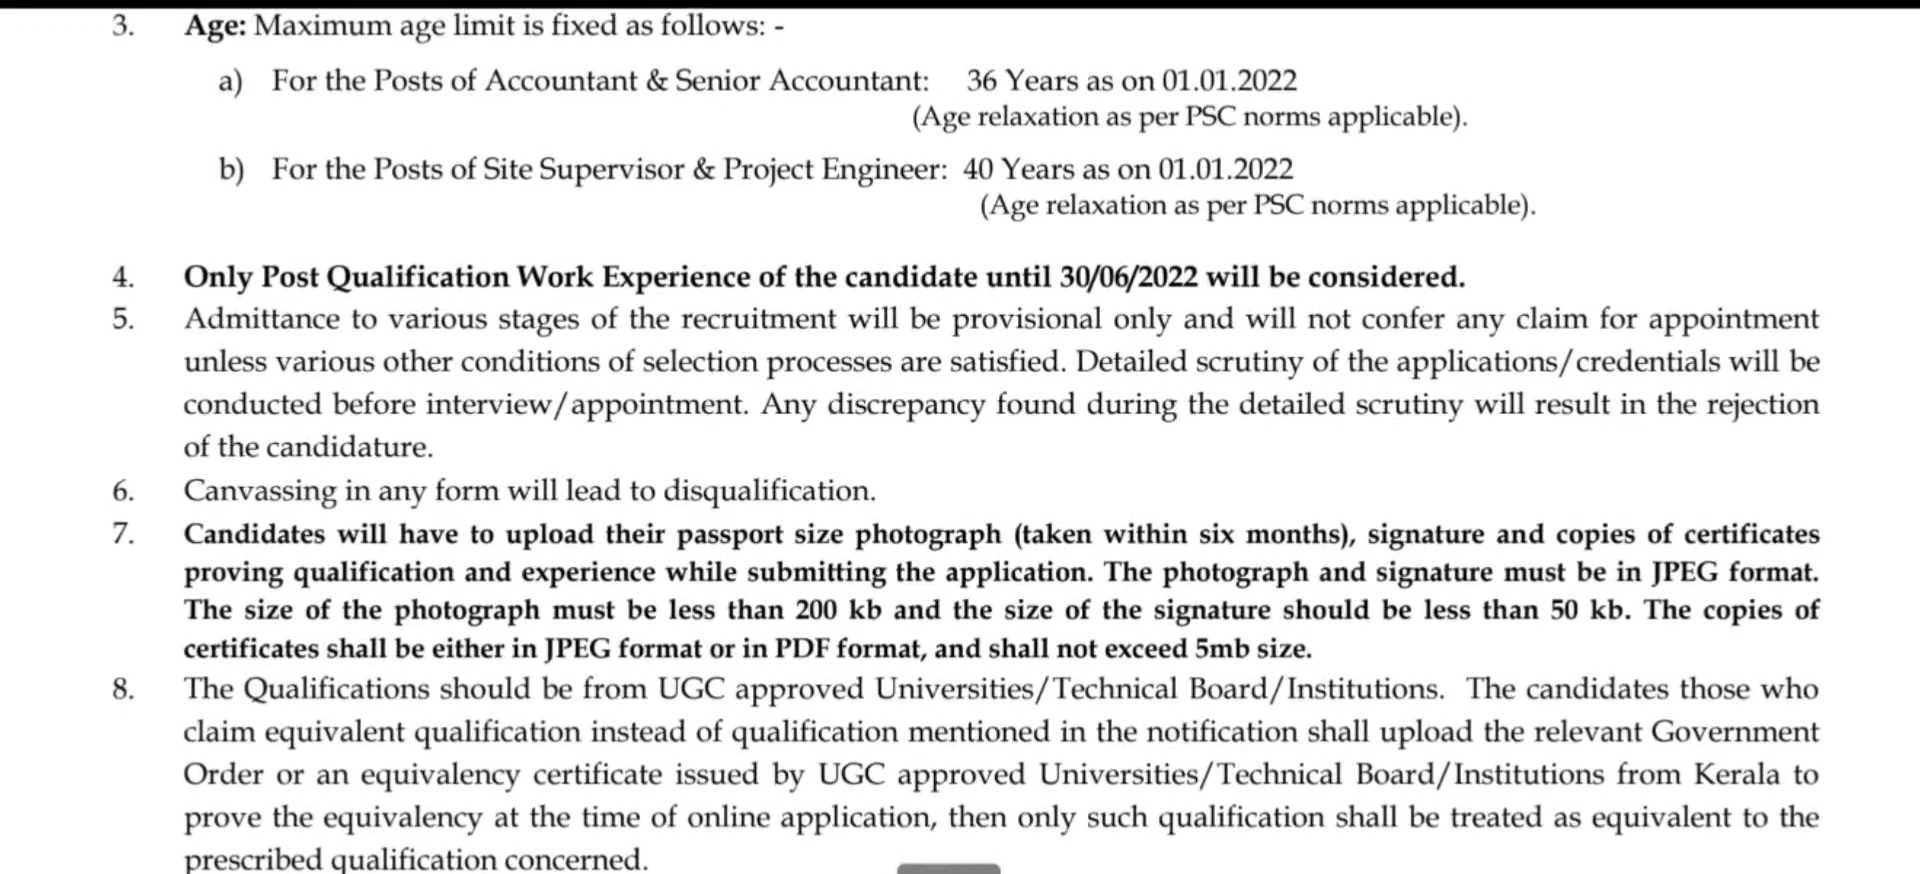 3. Age: Maximum age limit is fixed as follows: -
a) For the Posts of Accountant & Senior Accountant: 36 Years as on 01.01.2022
(Age relaxation as per PSC norms applicable).
b) For the Posts of Site Supervisor & Project Engineer: 40 Years as on 01.01.2022
(Age relaxation as per PSC norms applicable).
4. Only Post Qualification Work Experience of the candidate until 30/06/2022 will be considered.
5. Admittance to various stages of the recruitment will be provisional only and will not confer any claim for appointment
unless various other conditions of selection processes are satisfied. Detailed scrutiny of the applications/credentials will be
conducted before interview/appointment. Any discrepancy found during the detailed scrutiny will result in the rejection
of the candidature.
6. Canvassing in any form will lead to disqualification.
7. Candidates will have to upload their passport size photograph (taken within six months), signature and copies of certificates
proving qualification and experience while submitting the application. The photograph and signature must be in JPEG format.
The size of the photograph must be less than 200 kb and the size of the signature should be less than 50 kb. The copies of
certificates shall be either in JPEG format or in PDF format, and shall not exceed 5mb size.
8. The Qualifications should be from UGC approved Universities/Technical Board/Institutions. The candidates those who
claim equivalent qualification instead of qualification mentioned in the notification shall upload the relevant Government
Order or an equivalency certificate issued by UGC approved Universities/Technical Board/Institutions from Kerala to
prove the equivalency at the time of online application, then only such qualification shall be treated as equivalent to the
prescribed qualification concerned.